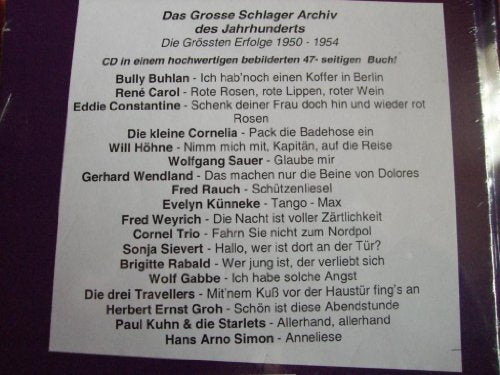 Das Grosse Schlager Archiv
des Jahrhunderts
Die Grössten Erfolge 1950 - 1954
CD in einem hochwertigen bebilderten 47- seitigen Buch!
Bully Buhlan - Ich hab'noch einen Koffer in Berlin
René Carol - Rote Rosen, rote Lippen, roter Wein
Eddie Constantine - Schenk deiner Frau doch hin und wieder rot
Rosen
Die kleine Cornelia - Pack die Badehose ein
Will Höhne - Nimm mich mit, Kapitän, auf die Reise
Wolfgang Sauer - Glaube mir
Gerhard Wendland - Das machen nur die Beine von Dolores
Fred Rauch - Schützenliesel
Evelyn Künneke - Tango - Max
Fred Weyrich - Die Nacht ist voller Zärtlichkeit
Cornel Trio - Fahrn Sie nicht zum Nordpol
Sonja Sievert - Hallo, wer ist dort an der Tür?
Brigitte Rabald - Wer jung ist, der verliebt sich
Wolf Gabbe - Ich habe solche Angst
Die drei Travellers - Mit'nem Kuß vor der Haustür fing's an
Herbert Ernst Groh - Schön ist diese Abendstunde
Paul Kuhn & die Starlets - Allerhand, allerhand
Hans Arno Simon - Anneliese